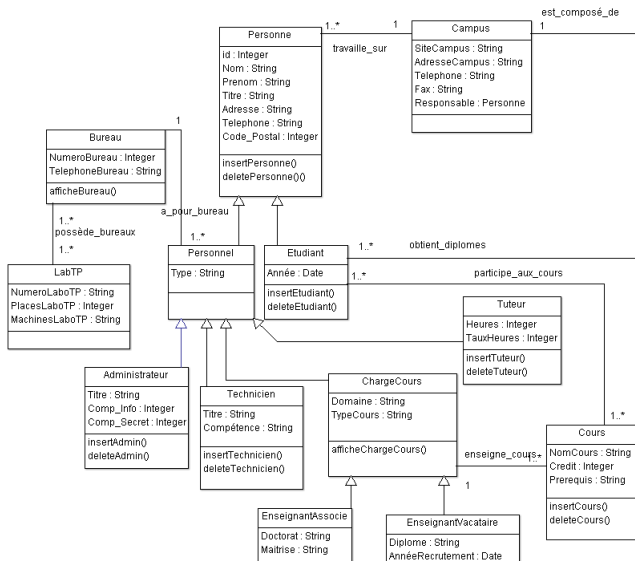 est_composé_de
Personne
1..*
1
Campus
1
travaille_sur
id : Integer
Nom : String
Prenom : String
Titre : String
Adresse : String
Telephone : String
Code_Postal : Integer
insertPersonne()
deletePersonne()()
SiteCampus : String
AdresseCampus : String
Telephone : String
Fax : String
Responsable : Personne
Bureau
1
NumeroBureau : Integer
TelephoneBureau : String
afficheBureau()
1..*
possède_bureaux
1..*
a_pour_bureau
1..*
LabTP
NumeroLaboTP : String
PlacesLaboTP : Integer
MachinesLaboTP : String
Personnel
Type : String
Etudiant
Année : Date
insertEtudiant()
deleteEtudiant()
1..*
obtient_diplomes
1..*
participe_aux_cours
Tuteur
Heures : Integer
TauxHeures : Integer
insertTuteur()
deleteTuteur()
Administrateur
Titre : String
Comp_Info : Integer
Comp_Secret : Integer
insertAdmin()
deleteAdmin()
Technicien
Titre : String
Compétence : String
insertTechnicien()
deleteTechnicien()
ChargeCours
Domaine : String
TypeCours : String
afficheChargeCours()
1..*
Cours
NomCours : String
Credit : Integer
Prerequis : String
insertCours()
deleteCours()
enseigne_cours
1..*
1
EnseignantAssocie
Doctorat : String
Maitrise : String
EnseignantVacataire
Diplome : String
AnnéeRecrutement : Date